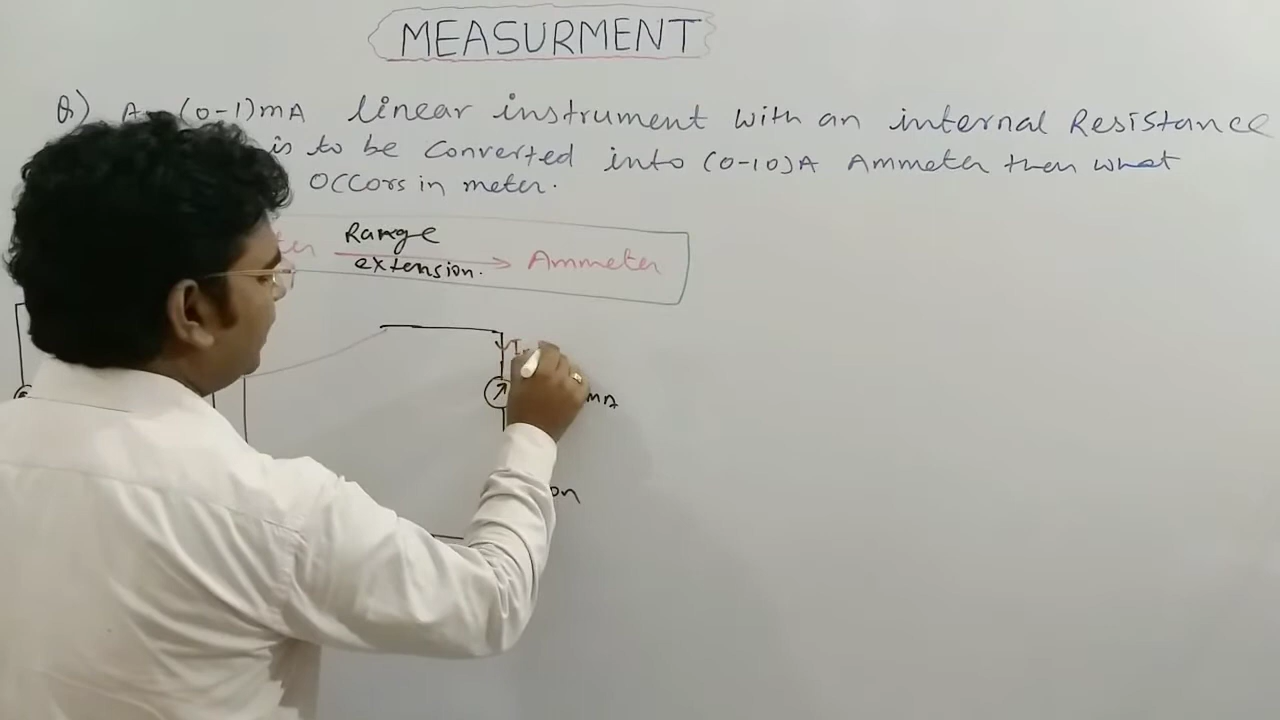 MEASURMENT
Q) A (0-1)mA linear instrument with an internal Resistance
is to be converted into (0-10)A Ammeter then what
occors in meter.
Range
extension.
Ammeter
mA